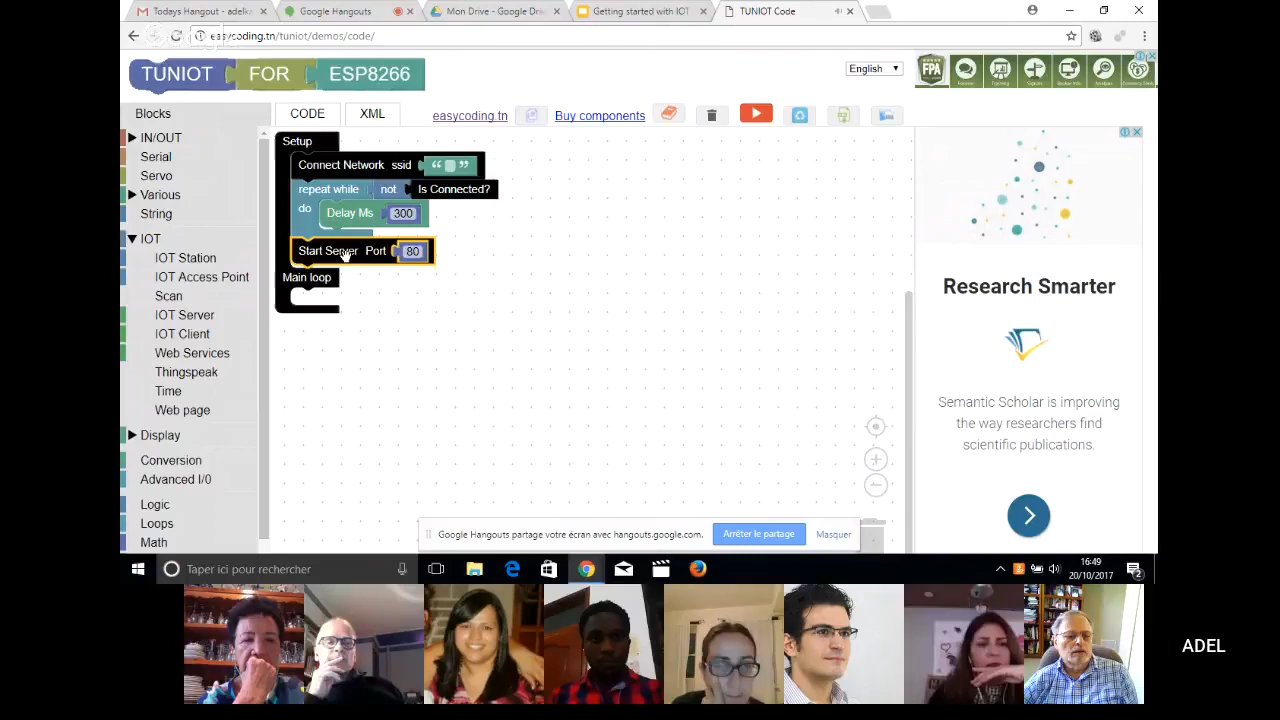 Todays Hangout - adelk
Google Hangouts
Mon Drive - Google Dri
Getting started with IOT
TUNIOT Code
easycoding.tn/tuniot/demos/code/
TUNIOT FOR ESP8266
English
FPA
Blocks
CODE XML
easycoding.tn
Buy components
IN/OUT
Serial
Servo
Various
String
IOT
IOT Station
IOT Access Point
Scan
IOT Server
IOT Client
Web Services
Thingspeak
Time
Web page
Display
Conversion
Advanced I/0
Logic
Loops
Math
Setup
Connect Network ssid “ ”
repeat while not Is Connected?
do Delay Ms 300
Start Server Port 80
Main loop
Research Smarter
Semantic Scholar is improving
the way researchers find
scientific publications.
Google Hangouts partage votre écran avec hangouts.google.com.
Arrêter le partage
Masquer
Taper ici pour rechercher
16:49
20/10/2017
2
ADEL